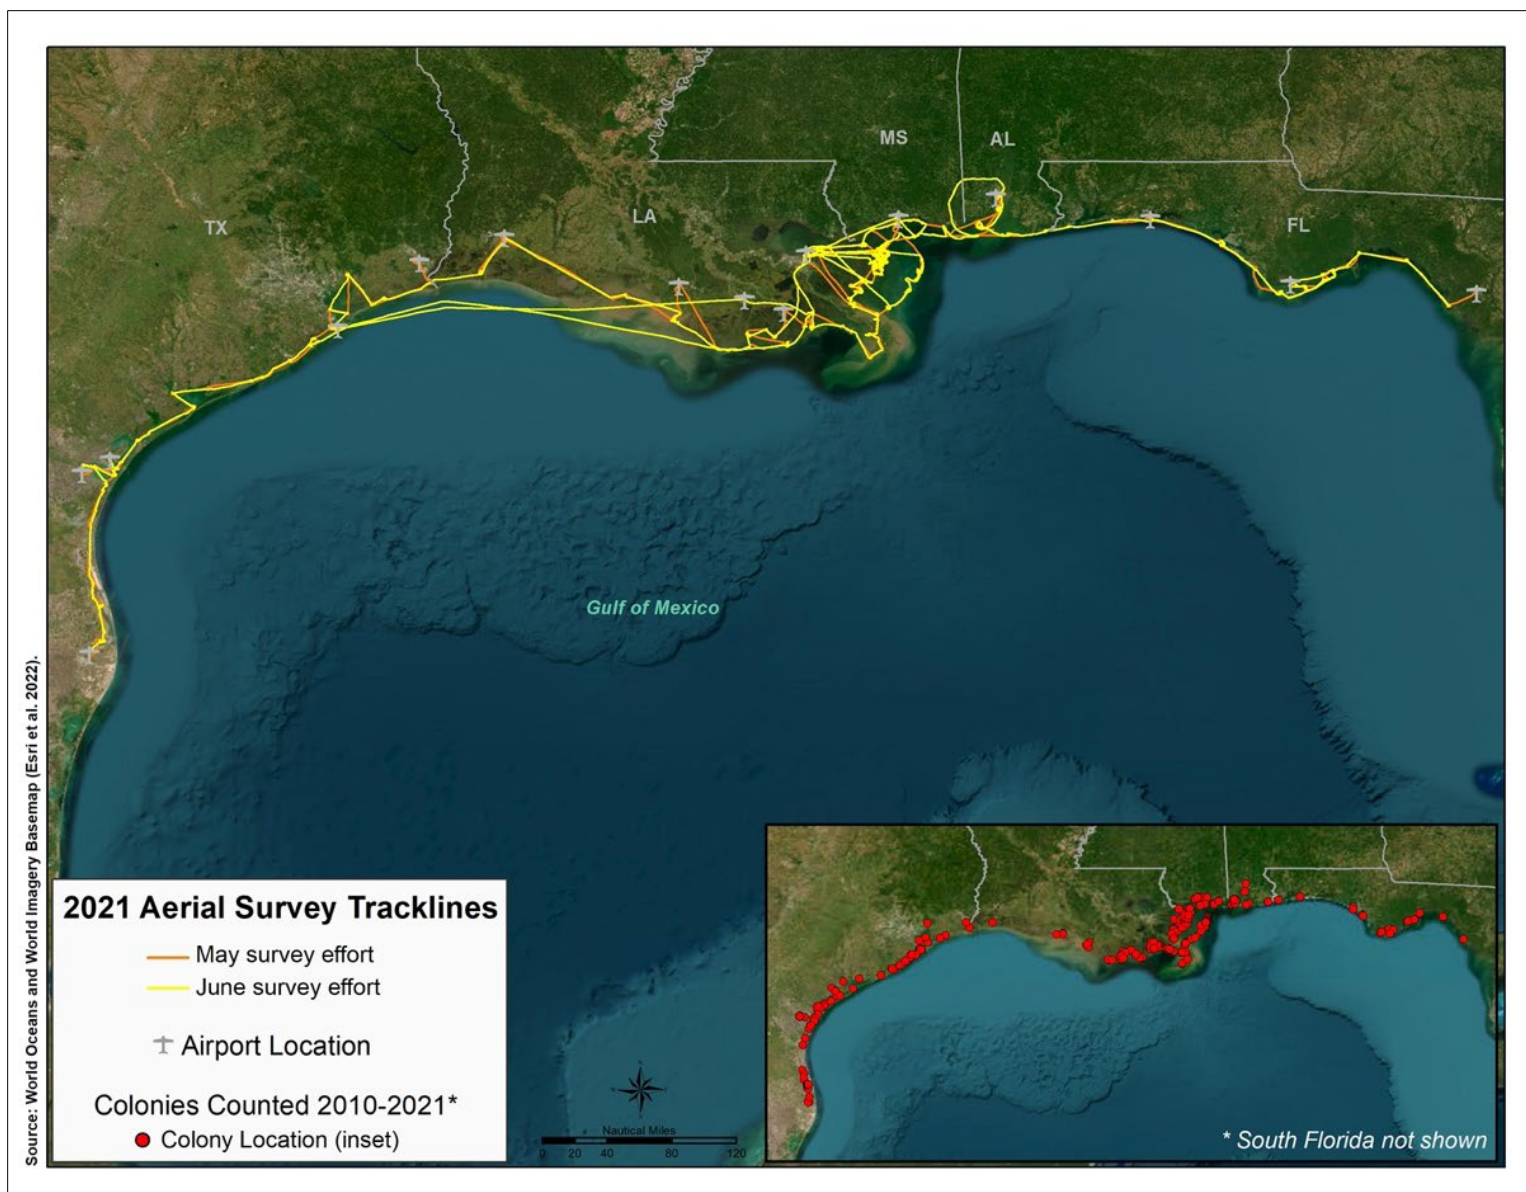 MS
AL
TX
LA
FL
Gulf of Mexico
Source: World Oceans and World Imagery Basemap (Esri et al. 2022).
2021 Aerial Survey Tracklines
May survey effort
June survey effort
Airport Location
Colonies Counted 2010-2021*
Colony Location (inset)
Nautical Miles
0 20 40 80 120
* South Florida not shown